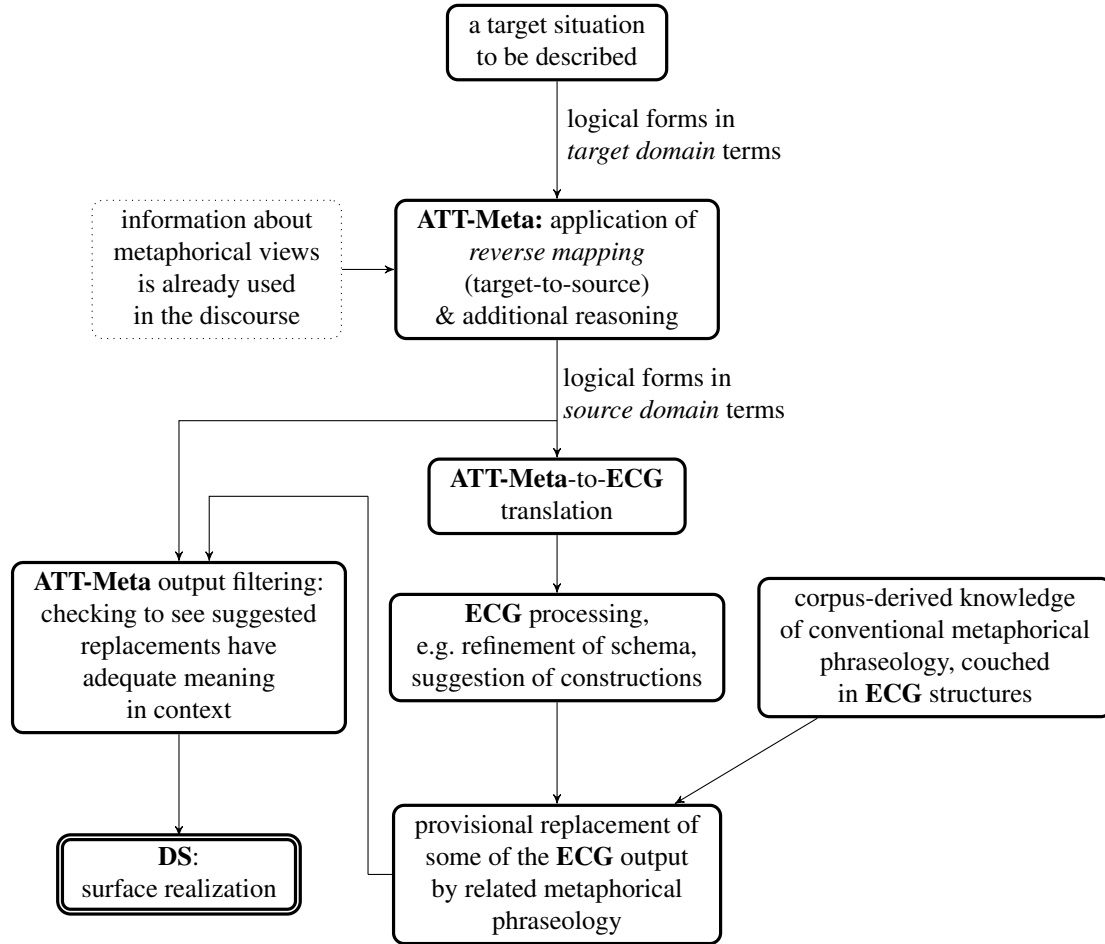 a target situation
to be described
logical forms in
target domain terms
information about
metaphorical views
is already used
in the discourse
ATT-Meta: application of
reverse mapping
(target-to-source)
& additional reasoning
logical forms in
source domain terms
ATT-Meta-to-ECG
translation
ATT-Meta output filtering:
checking to see suggested
replacements have
adequate meaning
in context
ECG processing,
e.g. refinement of schema,
suggestion of constructions
corpus-derived knowledge
of conventional metaphorical
phraseology, couched
in ECG structures
DS:
surface realization
provisional replacement of
some of the ECG output
by related metaphorical
phraseology